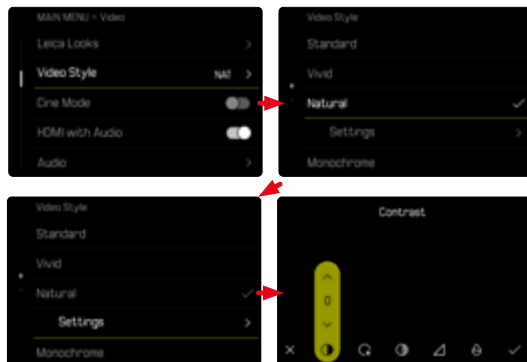 MAIN MENU - Video
Leica Looks
Video Style NAT
Cine Mode
HDMI with Audio
Audio
Video Style
Standard
Vivid
Natural
Settings
Monochrome
Video Style
Standard
Vivid
Natural
Settings
Monochrome
Contrast
0